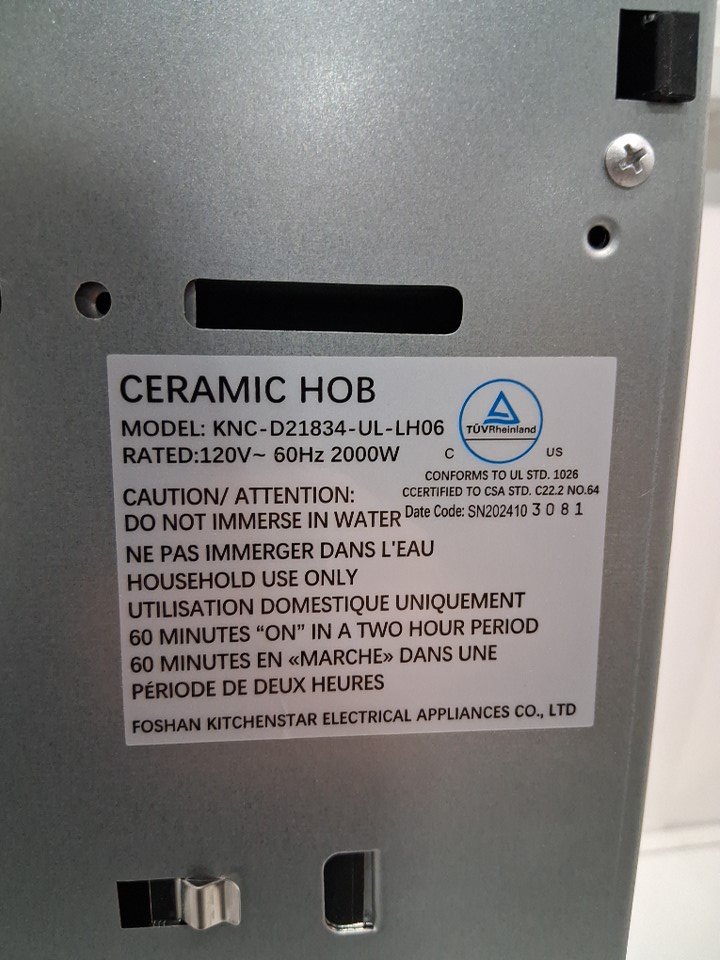 CERAMIC HOB
MODEL: KNC-D21834-UL-LH06
RATED:120V~ 60Hz 2000W
TÜVRheinland
C US
CONFORMS TO UL STD. 1026
CCERTIFIED TO CSA STD. C22.2 NO.64
Date Code: SN202410 3 0 8 1
CAUTION/ ATTENTION:
DO NOT IMMERSE IN WATER
NE PAS IMMERGER DANS L'EAU
HOUSEHOLD USE ONLY
UTILISATION DOMESTIQUE UNIQUEMENT
60 MINUTES “ON” IN A TWO HOUR PERIOD
60 MINUTES EN «MARCHE» DANS UNE
PÉRIODE DE DEUX HEURES
FOSHAN KITCHENSTAR ELECTRICAL APPLIANCES CO., LTD